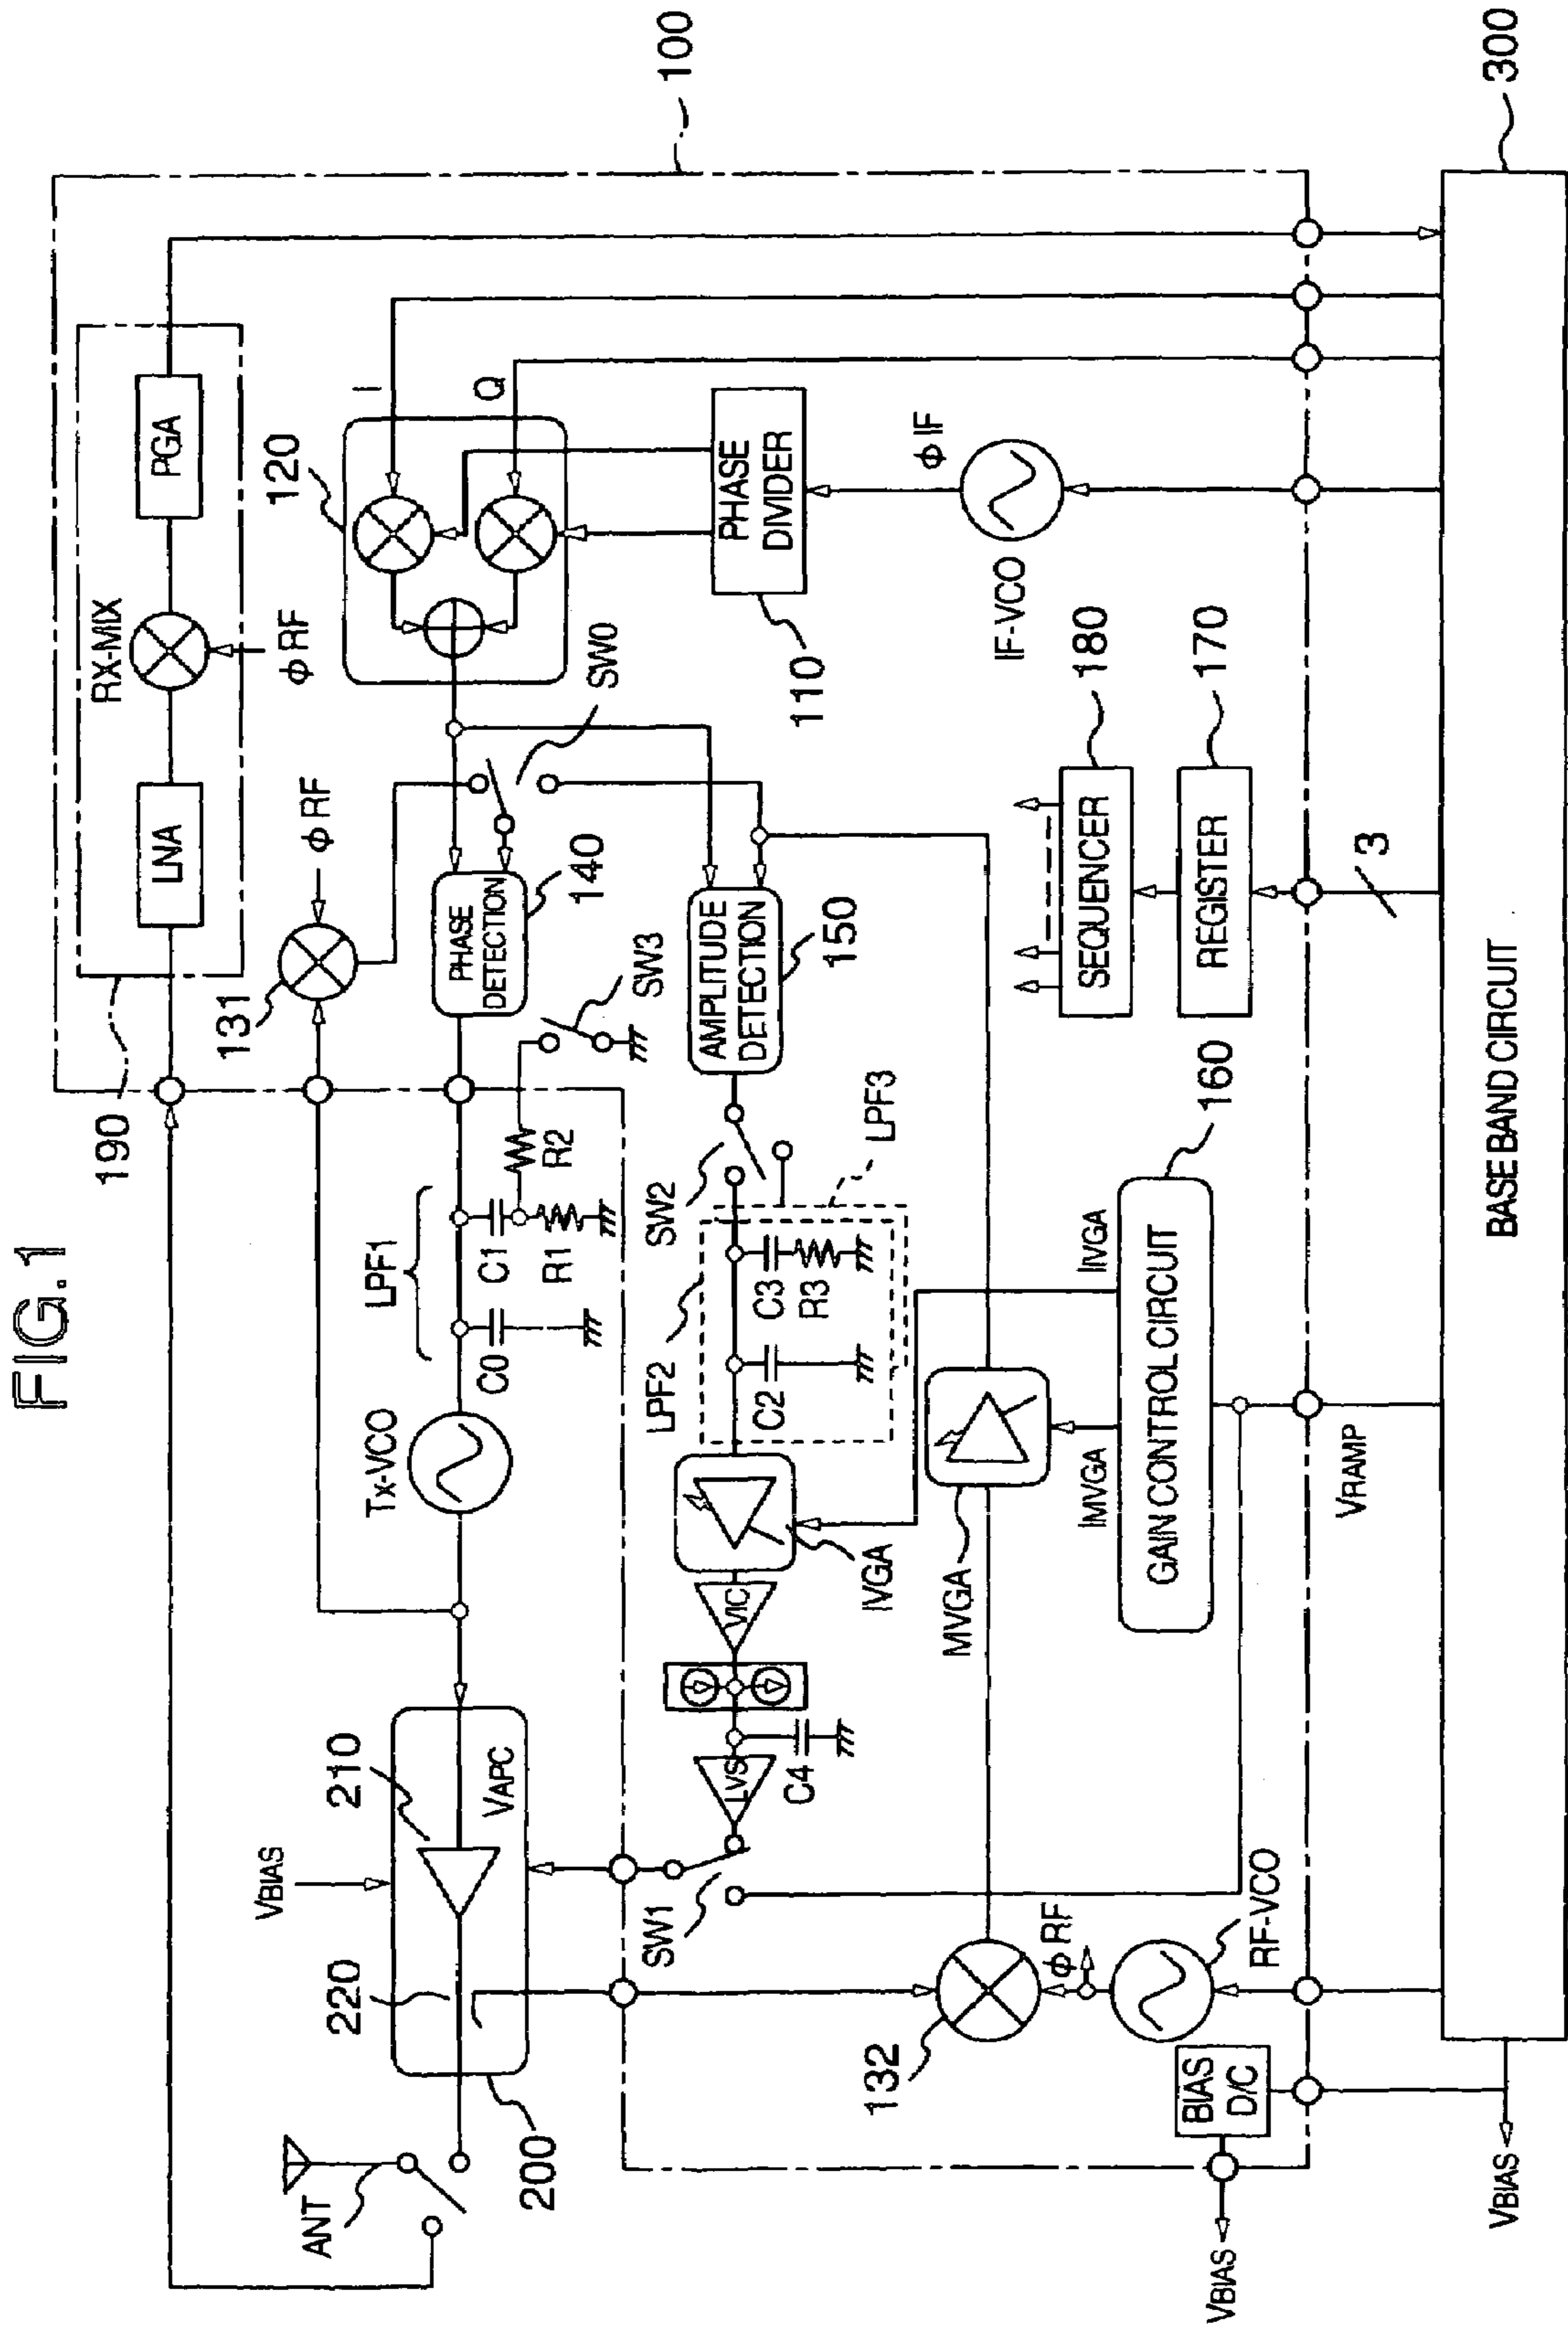 FIG.1
190
LNA
RX-MIX
PGA
φRF
100
131
φRF
120
I
Q
ANT
VBIAS
210
220
VAPC
200
Tx-VCO
LPF1
C0
C1
R1
R2
SW3
PHASE
DETECTION
140
SW0
PHASE
DIVIDER
110
φIF
IF-VCO
SW1
LVS
C4
VIC
IVGA
LPF2
C2
C3
R3
LPF3
SW2
AMPLITUDE
DETECTION
150
132
φRF
RF-VCO
MVGA
IMVGA
IIVGA
GAIN CONTROL CIRCUIT
160
SEQUENCER
180
REGISTER
170
BIAS
D/C
VBIAS
VRAMP
3
BASE BAND CIRCUIT
300
VBIAS